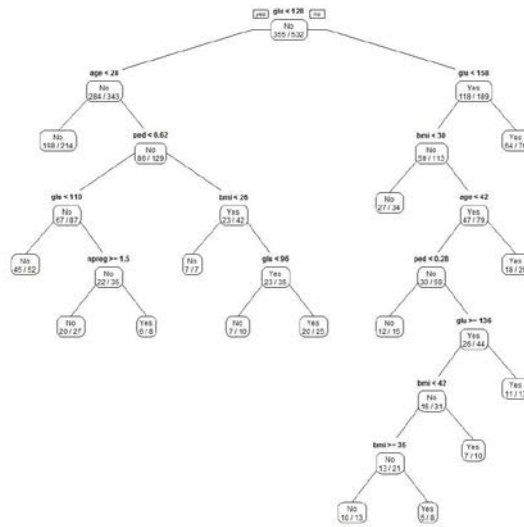 yes glu < 126 no
No
355 / 532
age < 28
glu < 158
No
284 / 343
Yes
118 / 189
ped < 0.62
bmi < 30
No
198 / 214
No
86 / 129
No
59 / 113
Yes
64 / 76
glu < 110
bmi < 26
age < 42
No
67 / 87
Yes
23 / 42
No
27 / 34
Yes
47 / 79
npreg >= 1.5
glu < 96
ped < 0.28
No
45 / 52
No
22 / 35
No
7 / 7
Yes
23 / 35
No
30 / 59
Yes
18 / 20
glu >= 136
No
20 / 27
Yes
6 / 8
No
7 / 10
Yes
20 / 25
No
12 / 15
Yes
26 / 44
bmi < 42
No
16 / 31
Yes
11 / 13
bmi >= 36
No
13 / 21
Yes
7 / 10
No
10 / 13
Yes
5 / 8